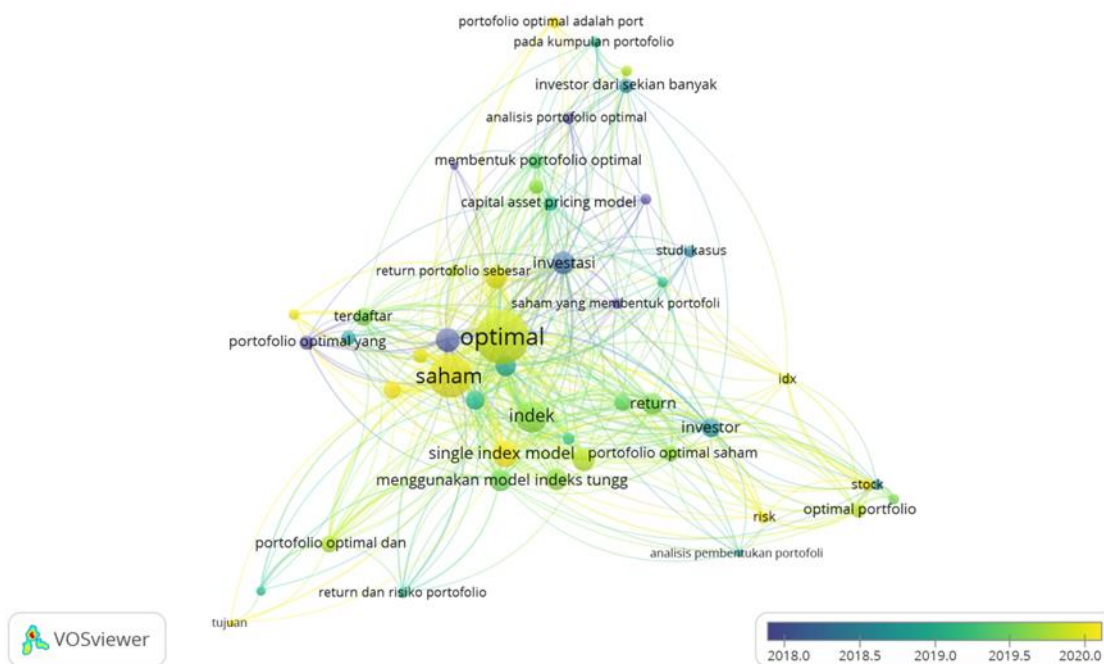 portofolio optimal adalah port
pada kumpulan portofolio
investor dari sekian banyak
analisis portofolio optimal
membentuk portofolio optimal
capital asset pricing model
studi kasus
investasi
return portofolio sebesar
saham yang membentuk portofoli
terdaftar
optimal
portofolio optimal yang
saham
idx
return
indek
investor
single index model
portofolio optimal saham
menggunakan model indeks tungg
stock
optimal portfolio
risk
portofolio optimal dan
analisis pembentukan portofoli
return dan risiko portofolio
tujuan
VOSviewer
2018.0 2018.5 2019.0 2019.5 2020.0